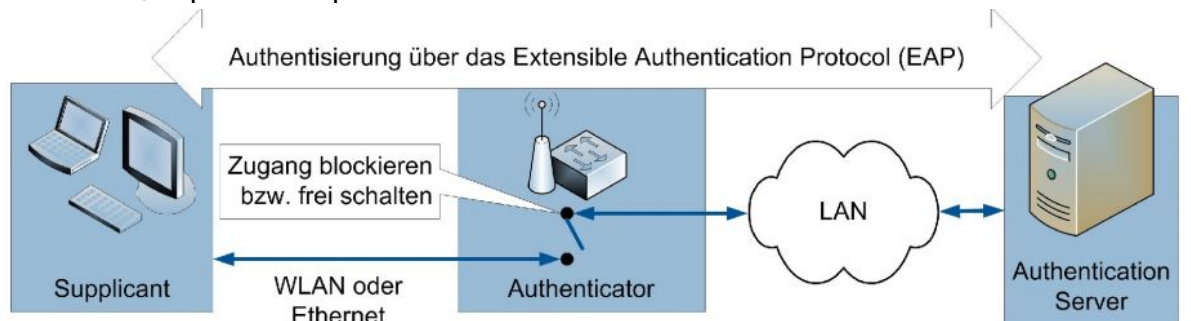 Authentisierung über das Extensible Authentication Protocol (EAP)
Zugang blockieren
bzw. frei schalten
LAN
Supplicant
WLAN oder
Ethernet
Authenticator
Authentication
Server